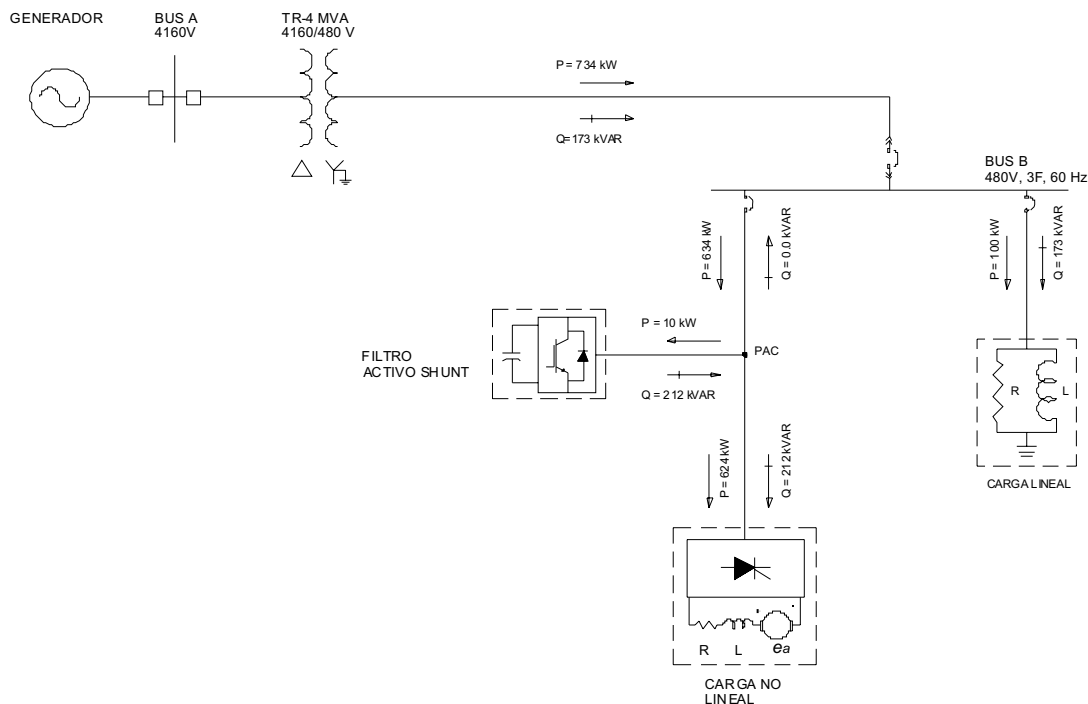 GENERADOR
BUS A
4160V
TR-4 MVA
4160/480 V
P = 734 kW
Q=173 kVAR
BUS B
480V, 3F, 60 Hz
P = 634 kW
Q = 0.0 kVAR
P = 100 kW
Q = 173 kVAR
FILTRO
ACTIVO SHUNT
P = 10 kW
Q = 212 kVAR
PAC
R
L
CARGA LINEAL
P = 624 kW
Q = 212 kVAR
R
L
ea
CARGA NO
LINEAL